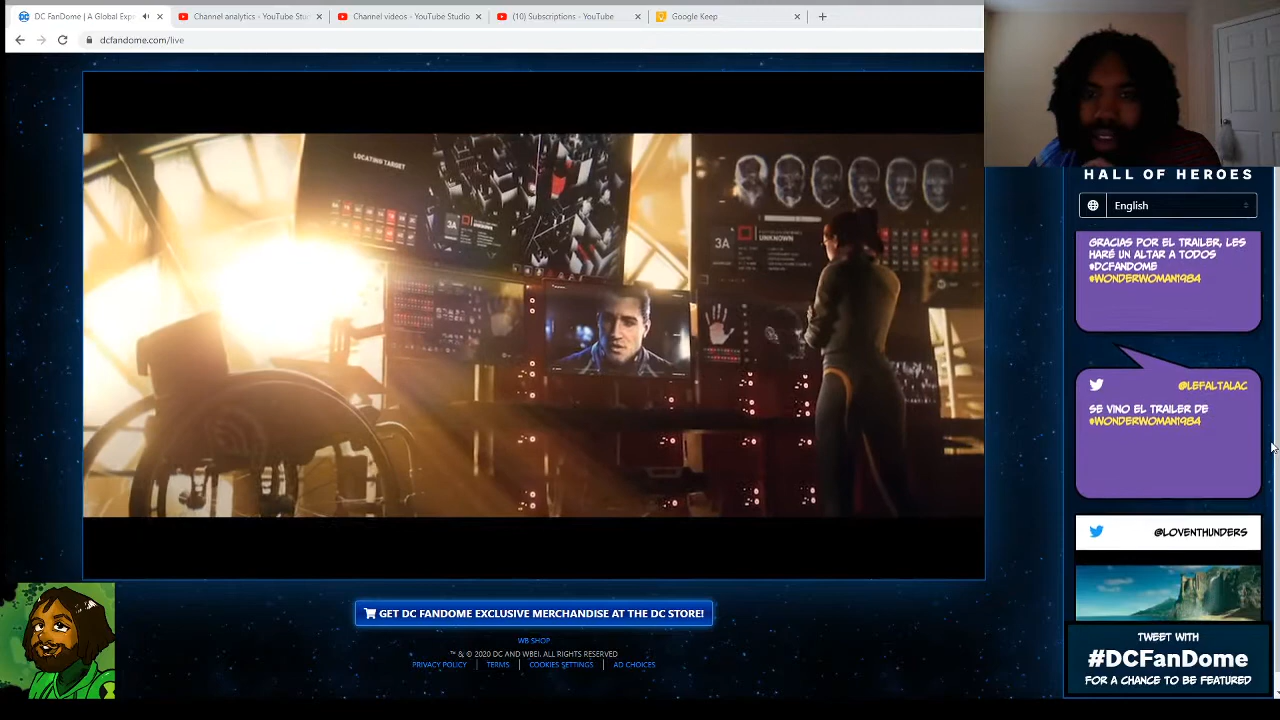 DC FanDome | A Global Exp
Channel analytics - YouTube Stu
Channel videos - YouTube Studio
(10) Subscriptions - YouTube
Google Keep
dcfandome.com/live
LOCATING TARGET
3A
3A
UNKNOWN
HALL OF HEROES
English
GRACIAS POR EL TRAILER, LES
HARÉ UN ALTAR A TODOS
#DCFANDOME
#WONDERWOMAN1984
@LEFALTALAC
SE VINO EL TRAILER DE
#WONDERWOMAN1984
@LOVENTHUNDERS
TWEET WITH
#DCFanDome
FOR A CHANCE TO BE FEATURED
GET DC FANDOME EXCLUSIVE MERCHANDISE AT THE DC STORE!
WB SHOP
™ & © 2020 DC AND WBEI. ALL RIGHTS RESERVED
PRIVACY POLICY
TERMS
COOKIES SETTINGS
AD CHOICES